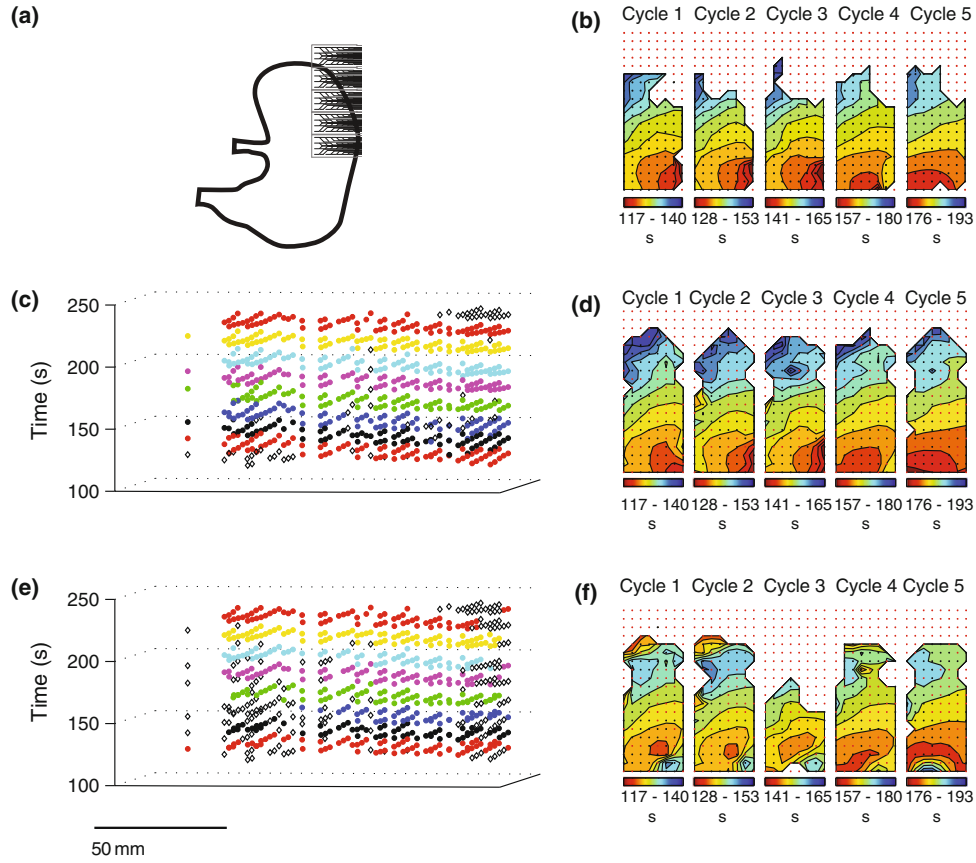 (a)
(b)
Cycle 1 Cycle 2 Cycle 3 Cycle 4 Cycle 5
117 - 140 128 - 153 141 - 165 157 - 180 176 - 193
s s s s s
(c)
250
200
150
100
Time (s)
(d)
Cycle 1 Cycle 2 Cycle 3 Cycle 4 Cycle 5
117 - 140 128 - 153 141 - 165 157 - 180 176 - 193
s s s s s
(e)
250
200
150
100
Time (s)
50 mm
(f)
Cycle 1 Cycle 2 Cycle 3 Cycle 4 Cycle 5
117 - 140 128 - 153 141 - 165 157 - 180 176 - 193
s s s s s